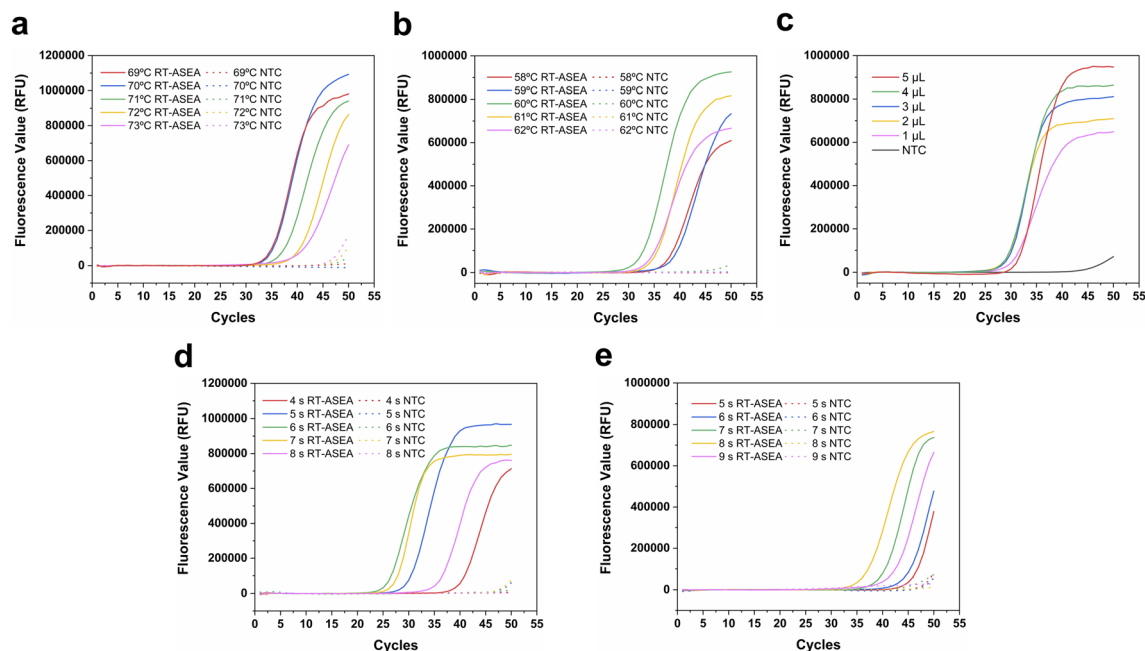 a
Fluorescence Value (RFU)
1200000
1000000
800000
600000
400000
200000
0
69ºC RT-ASEA 69ºC NTC
70ºC RT-ASEA 70ºC NTC
71ºC RT-ASEA 71ºC NTC
72ºC RT-ASEA 72ºC NTC
73ºC RT-ASEA 73ºC NTC
0 5 10 15 20 25 30 35 40 45 50 55
Cycles
b
Fluorescence Value (RFU)
1000000
800000
600000
400000
200000
0
58ºC RT-ASEA 58ºC NTC
59ºC RT-ASEA 59ºC NTC
60ºC RT-ASEA 60ºC NTC
61ºC RT-ASEA 61ºC NTC
62ºC RT-ASEA 62ºC NTC
0 5 10 15 20 25 30 35 40 45 50 55
Cycles
c
Fluorescence Value (RFU)
1000000
800000
600000
400000
200000
0
5 µL
4 µL
3 µL
2 µL
1 µL
NTC
0 5 10 15 20 25 30 35 40 45 50 55
Cycles
d
Fluorescence Value (RFU)
1200000
1000000
800000
600000
400000
200000
0
4 s RT-ASEA 4 s NTC
5 s RT-ASEA 5 s NTC
6 s RT-ASEA 6 s NTC
7 s RT-ASEA 7 s NTC
8 s RT-ASEA 8 s NTC
0 5 10 15 20 25 30 35 40 45 50 55
Cycles
e
Fluorescence Value (RFU)
1000000
800000
600000
400000
200000
0
5 s RT-ASEA 5 s NTC
6 s RT-ASEA 6 s NTC
7 s RT-ASEA 7 s NTC
8 s RT-ASEA 8 s NTC
9 s RT-ASEA 9 s NTC
0 5 10 15 20 25 30 35 40 45 50 55
Cycles